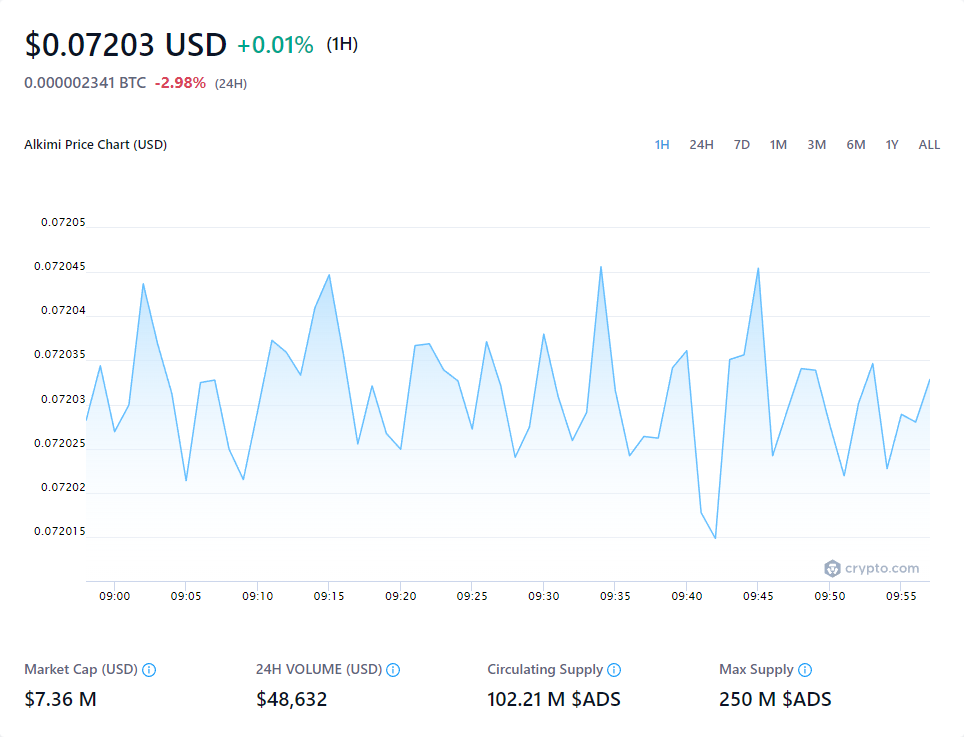 $0.07203 USD +0.01% (1H)
0.000002341 BTC -2.98% (24H)
Alkimi Price Chart (USD) 1H 24H 7D 1M 3M 6M 1Y ALL
0.07205
0.072045
0.07204
0.072035
0.07203
0.072025
0.07202
0.072015
crypto.com
09:00 09:05 09:10 09:15 09:20 09:25 09:30 09:35 09:40 09:45 09:50 09:55
Market Cap (USD) 24H VOLUME (USD) Circulating Supply Max Supply
$7.36 M $48,632 102.21 M $ADS 250 M $ADS